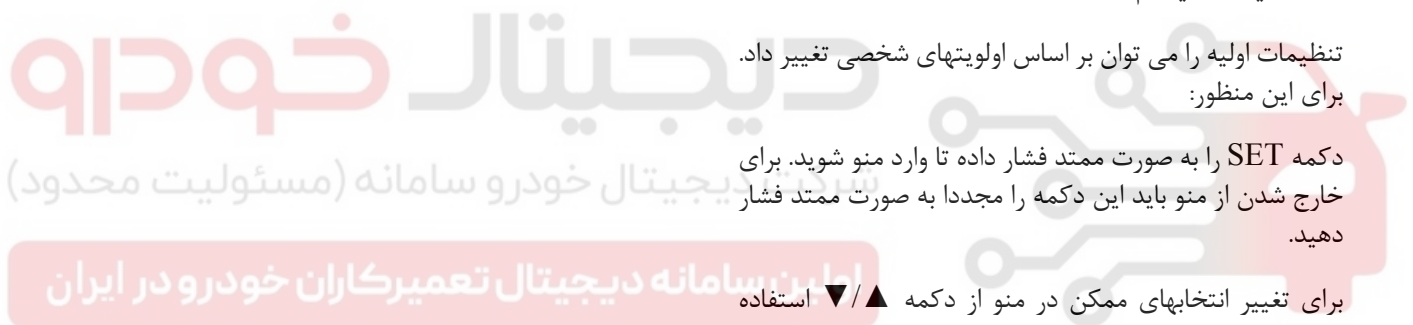 تنظیمات اولیه را می توان بر اساس اولویتهای شخصی تغییر داد.
برای این منظور:
دکمه SET را به صورت ممتد فشار داده تا وارد منو شوید. برای
خارج شدن از منو باید این دکمه را مجددا به صورت ممتد فشار
دهید.
برای تغییر انتخابهای ممکن در منو از دکمه ▲/▼ استفاده
دیجیتال خودرو
شرکت دیجیتال خودرو سامانه (مسئولیت محدود)
اولین سامانه دیجیتال تعمیرکاران خودرو در ایران